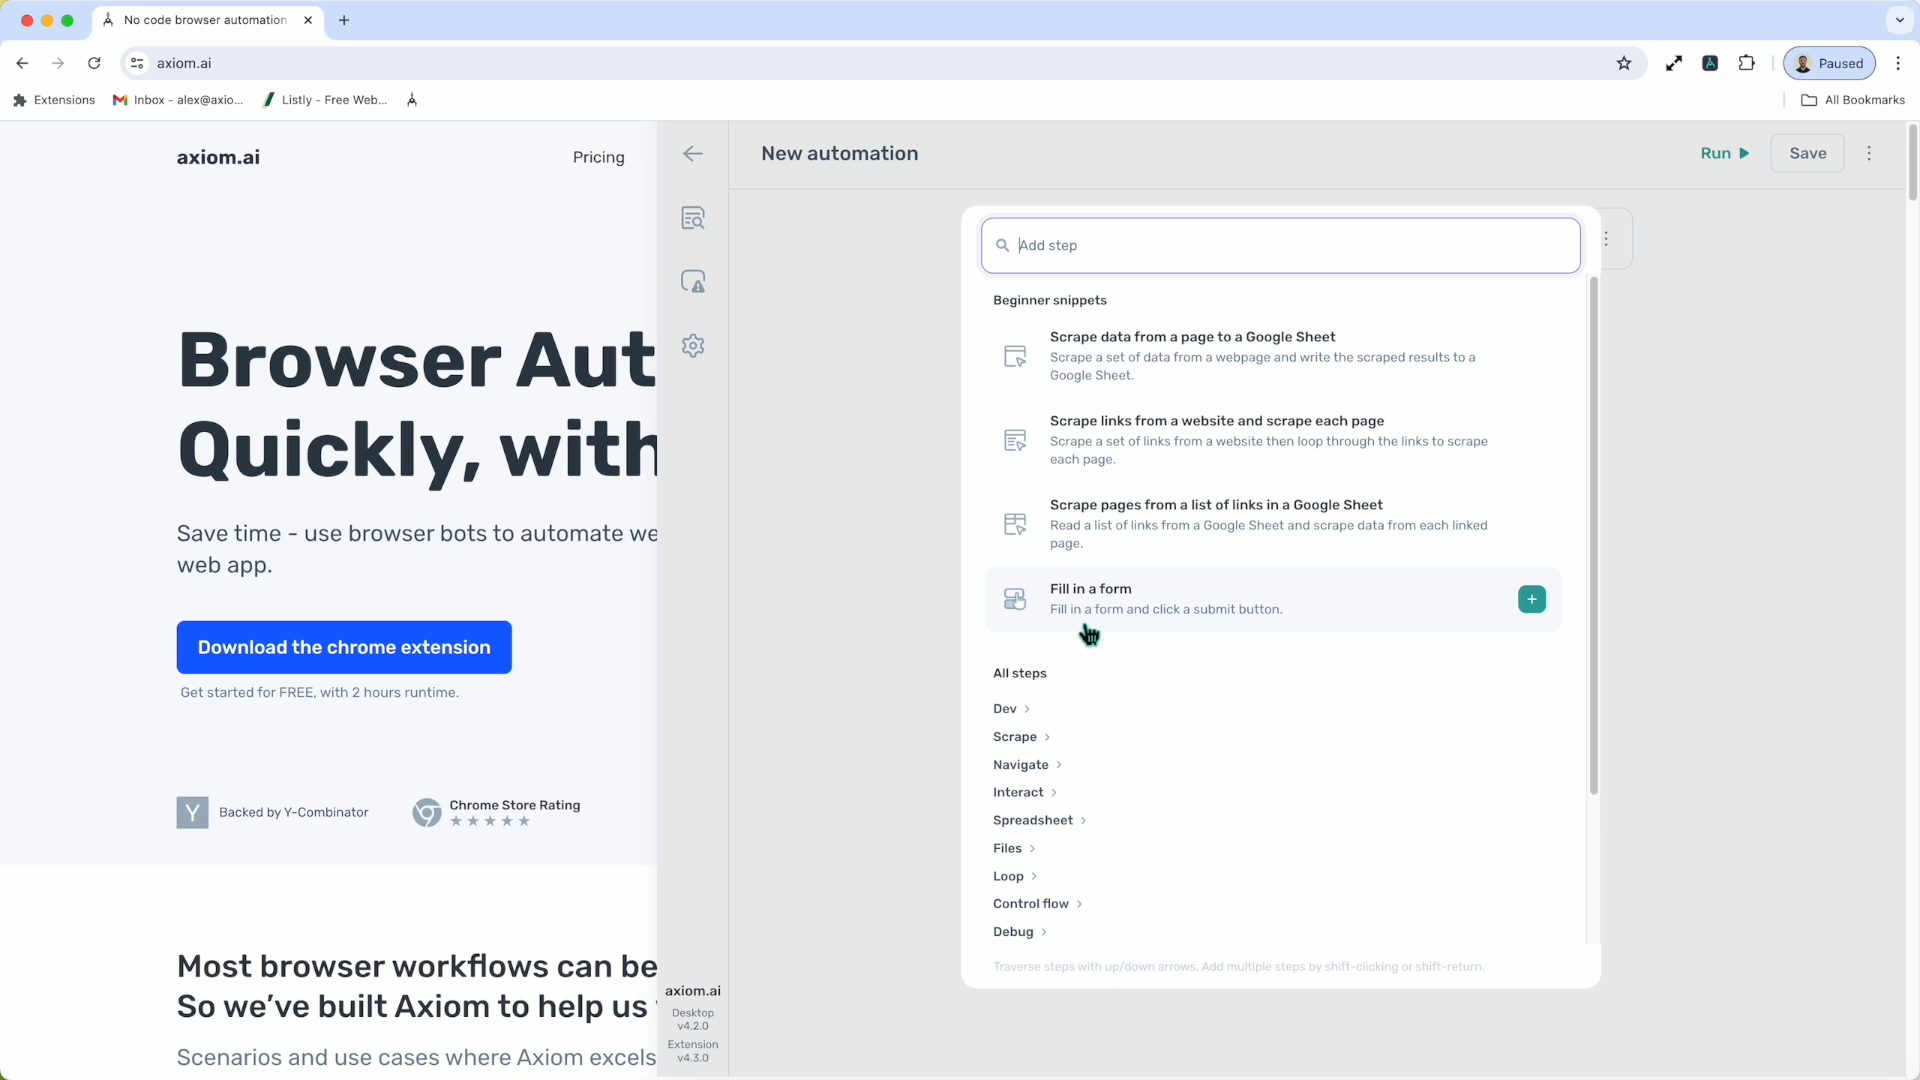 No code browser automation
axiom.ai
Paused
Extensions
Inbox - alex@axio...
Listly - Free Web...
All Bookmarks
axiom.ai
Pricing
Browser Aut
Quickly, with
Save time - use browser bots to automate we
web app.
Download the chrome extension
Get started for FREE, with 2 hours runtime.
Y
Backed by Y-Combinator
Chrome Store Rating
Most browser workflows can be
So we've built Axiom to help us
Scenarios and use cases where Axiom excels
axiom.ai
Desktop
v4.2.0
Extension
v4.3.0
New automation
Run
Save
Add step
Beginner snippets
Scrape data from a page to a Google Sheet
Scrape a set of data from a webpage and write the scraped results to a
Google Sheet.
Scrape links from a website and scrape each page
Scrape a set of links from a website then loop through the links to scrape
each page.
Scrape pages from a list of links in a Google Sheet
Read a list of links from a Google Sheet and scrape data from each linked
page.
Fill in a form
Fill in a form and click a submit button.
All steps
Dev
Scrape
Navigate
Interact
Spreadsheet
Files
Loop
Control flow
Debug
Traverse steps with up/down arrows. Add multiple steps by shift-clicking or shift-return.